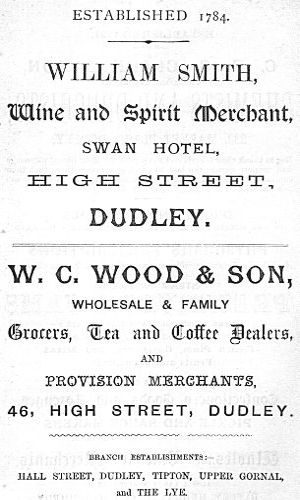 ESTABLISHED 1784.
WILLIAM SMITH,
Wine and Spirit Merchant,
SWAN HOTEL,
HIGH STREET,
DUDLEY.
W. C. WOOD & SON,
WHOLESALE & FAMILY
Grocers, Tea and Coffee Dealers,
AND
PROVISION MERCHANTS,
46, HIGH STREET, DUDLEY.
BRANCH ESTABLISHMENTS:
HALL STREET, DUDLEY, TIPTON, UPPER GORNAL,
AND THE LYE.